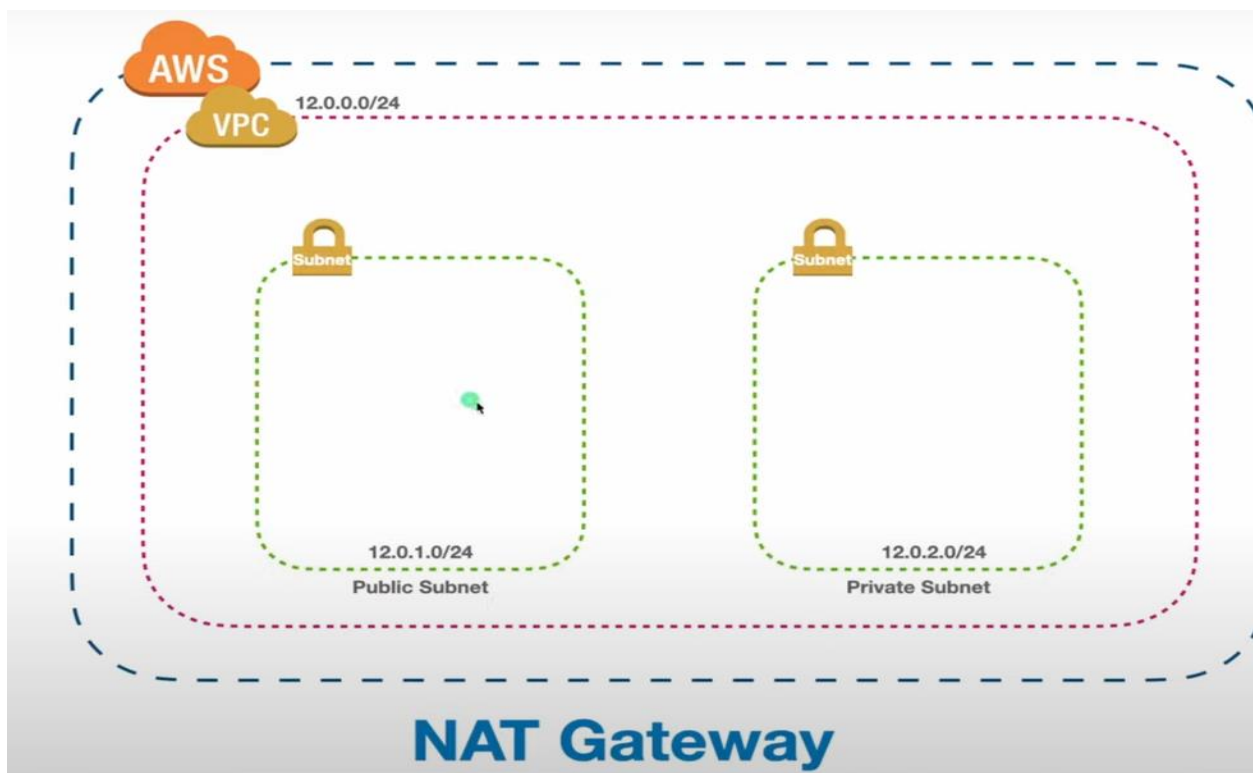 AWS
VPC
12.0.0.0/24
Subnet
Subnet
12.0.1.0/24
Public Subnet
12.0.2.0/24
Private Subnet
NAT Gateway